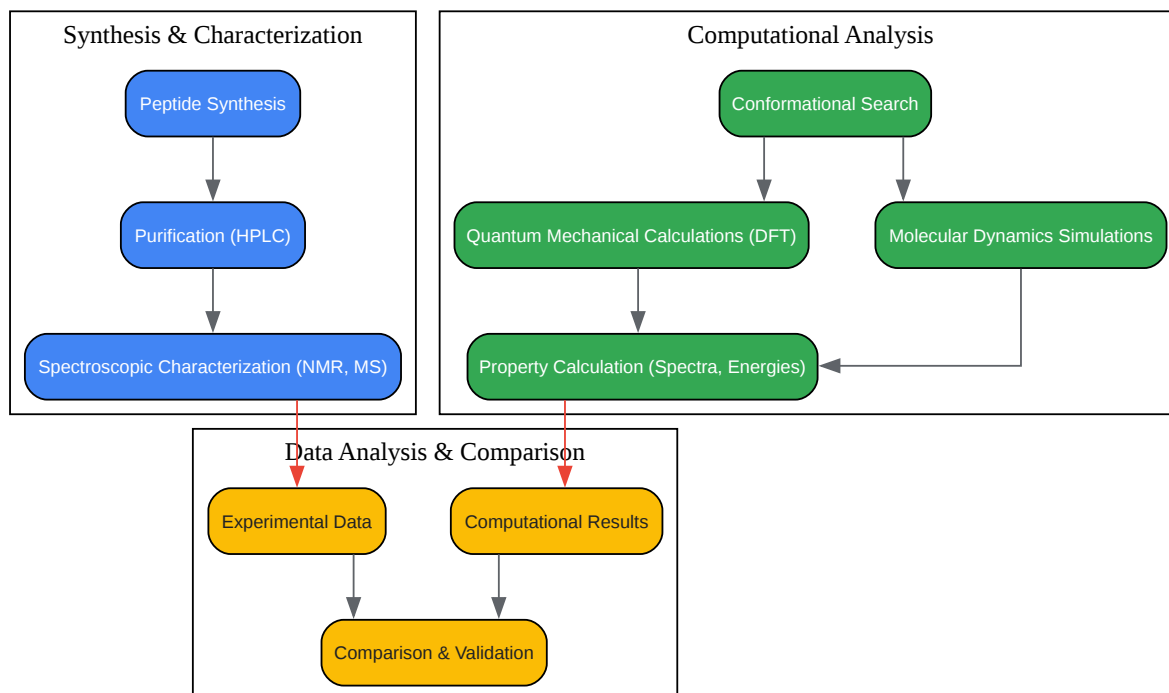 Synthesis & Characterization
Peptide Synthesis
Purification (HPLC)
Spectroscopic Characterization (NMR, MS)
Computational Analysis
Conformational Search
Quantum Mechanical Calculations (DFT)
Molecular Dynamics Simulations
Property Calculation (Spectra, Energies)
Data Analysis & Comparison
Experimental Data
Computational Results
Comparison & Validation